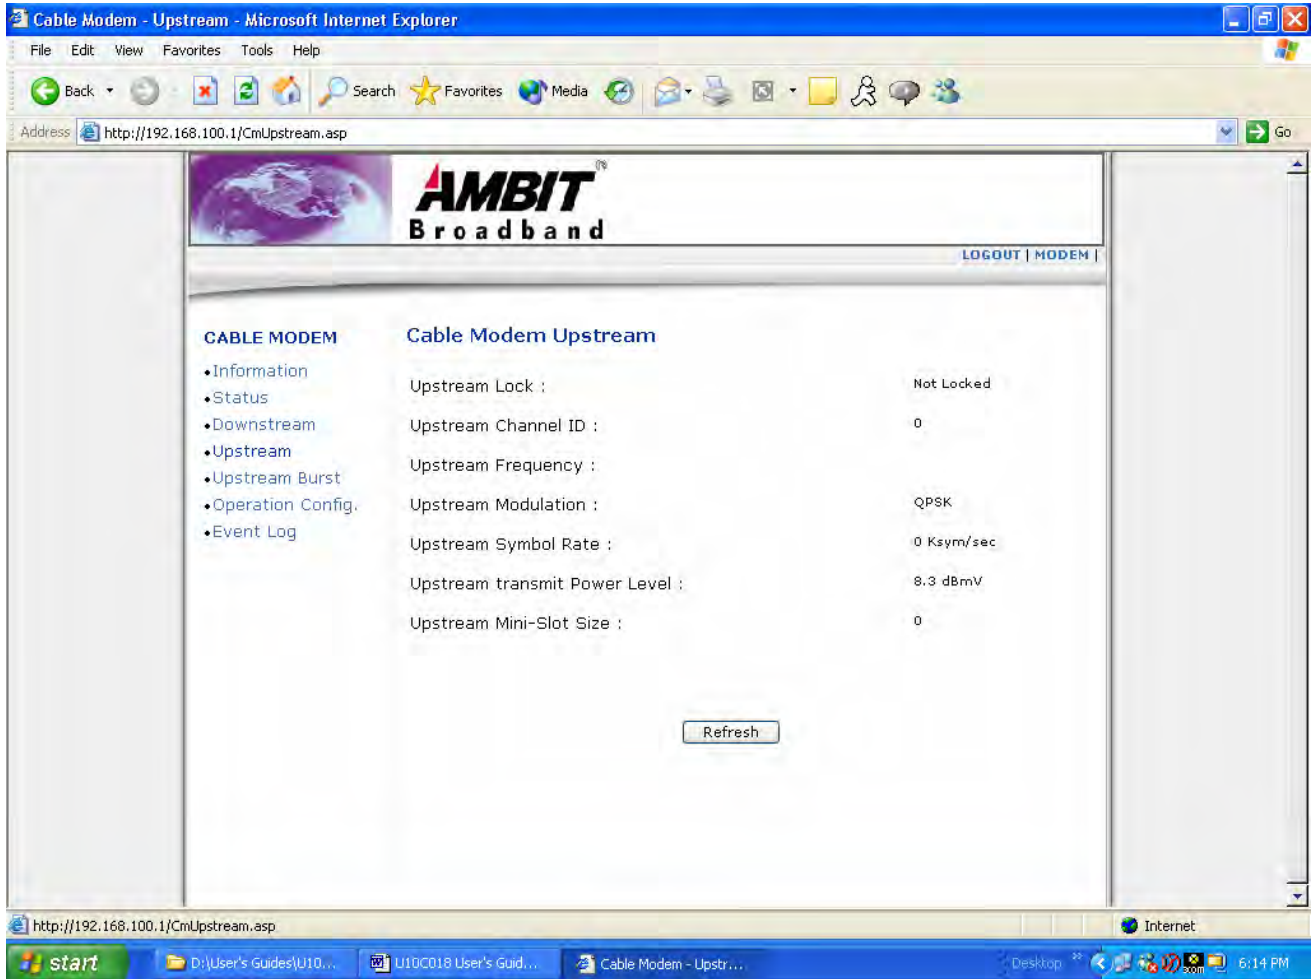 Cable Modem - Upstream - Microsoft Internet Explorer
File Edit View Favorites Tools Help
Back Search Favorites Media
Address http://192.168.100.1/CmUpstream.asp Go
AMBIT®
Broadband
LOGOUT | MODEM |
CABLE MODEM
•Information
•Status
•Downstream
•Upstream
•Upstream Burst
•Operation Config.
•Event Log
Cable Modem Upstream
Upstream Lock : Not Locked
Upstream Channel ID : 0
Upstream Frequency :
Upstream Modulation : QPSK
Upstream Symbol Rate : 0 Ksym/sec
Upstream transmit Power Level : 8.3 dBmV
Upstream Mini-Slot Size : 0
Refresh
http://192.168.100.1/CmUpstream.asp Internet
start D:\User's Guides\U10... U10C018 User's Guid... Cable Modem - Upstr... Desktop » 3com 6:14 PM